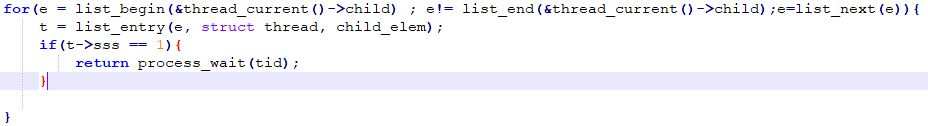 for(e = list_begin(&thread_current()->child) ; e!= list_end(&thread_current()->child);e=list_next(e)){
t = list_entry(e, struct thread, child_elem);
if(t->sss == 1){
return process_wait(tid);
}
}